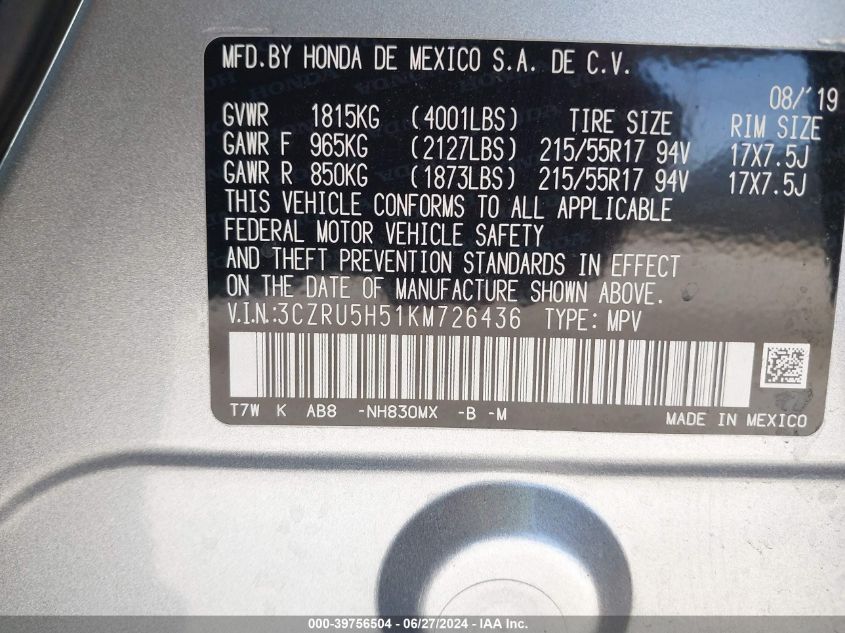 MFD.BY HONDA DE MEXICO S.A. DE C.V.
08/'19
GVWR 1815KG (4001LBS) TIRE SIZE RIM SIZE
GAWR F 965KG (2127LBS) 215/55R17 94V 17X7.5J
GAWR R 850KG (1873LBS) 215/55R17 94V 17X7.5J
THIS VEHICLE CONFORMS TO ALL APPLICABLE
FEDERAL MOTOR VEHICLE SAFETY
AND THEFT PREVENTION STANDARDS IN EFFECT
ON THE DATE OF MANUFACTURE SHOWN ABOVE.
V.I.N.:3CZRU5H51KM726436 TYPE: MPV
T7W K AB8 -NH830MX -B -M
MADE IN MEXICO
000-39756504 - 06/27/2024 - IAA Inc.